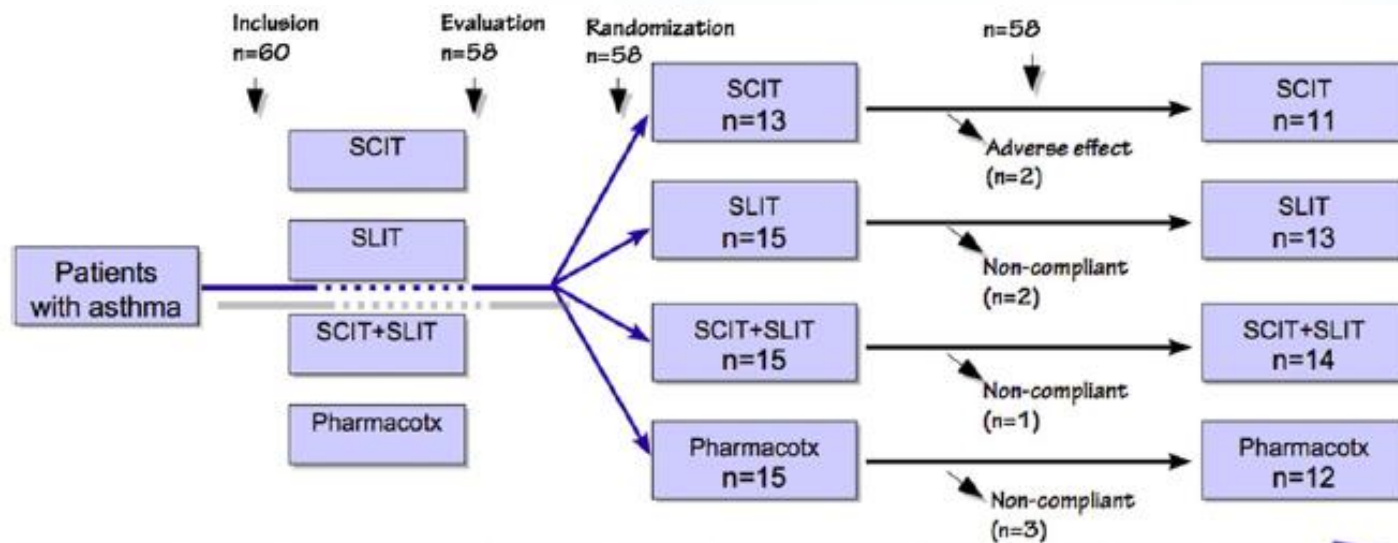 Inclusion
n=60
Evaluation
n=58
Randomization
n=58
n=58
Patients
with asthma
SCIT
SLIT
SCIT+SLIT
Pharmacotx
SCIT
n=13
Adverse effect
(n=2)
SCIT
n=11
SLIT
n=15
Non-compliant
(n=2)
SLIT
n=13
SCIT+SLIT
n=15
Non-compliant
(n=1)
SCIT+SLIT
n=14
Pharmacotx
n=15
Non-compliant
(n=3)
Pharmacotx
n=12